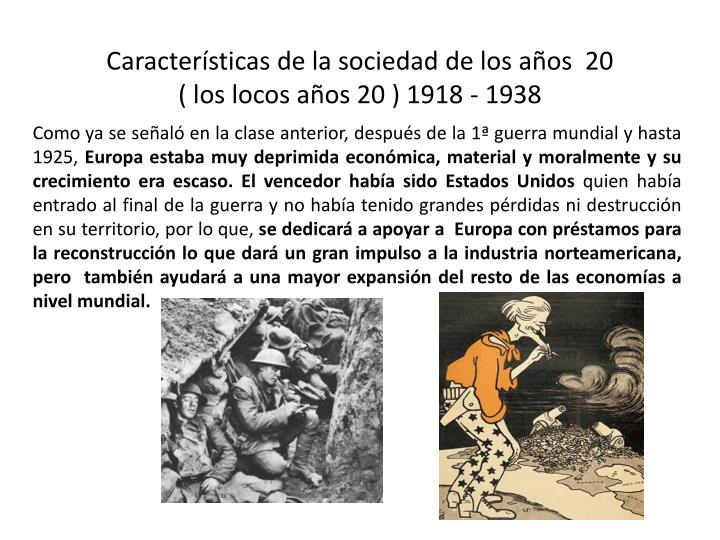 Características de la sociedad de los años  20
( los locos años 20 ) 1918 - 1938
Como ya se señaló en la clase anterior, después de la 1ª guerra mundial y hasta
1925, Europa estaba muy deprimida económica, material y moralmente y su
crecimiento era escaso. El vencedor había sido Estados Unidos quien había
entrado al final de la guerra y no había tenido grandes pérdidas ni destrucción
en su territorio, por lo que, se dedicará a apoyar a  Europa con préstamos para
la reconstrucción lo que dará un gran impulso a la industria norteamericana,
pero  también ayudará a una mayor expansión del resto de las economías a
nivel mundial.